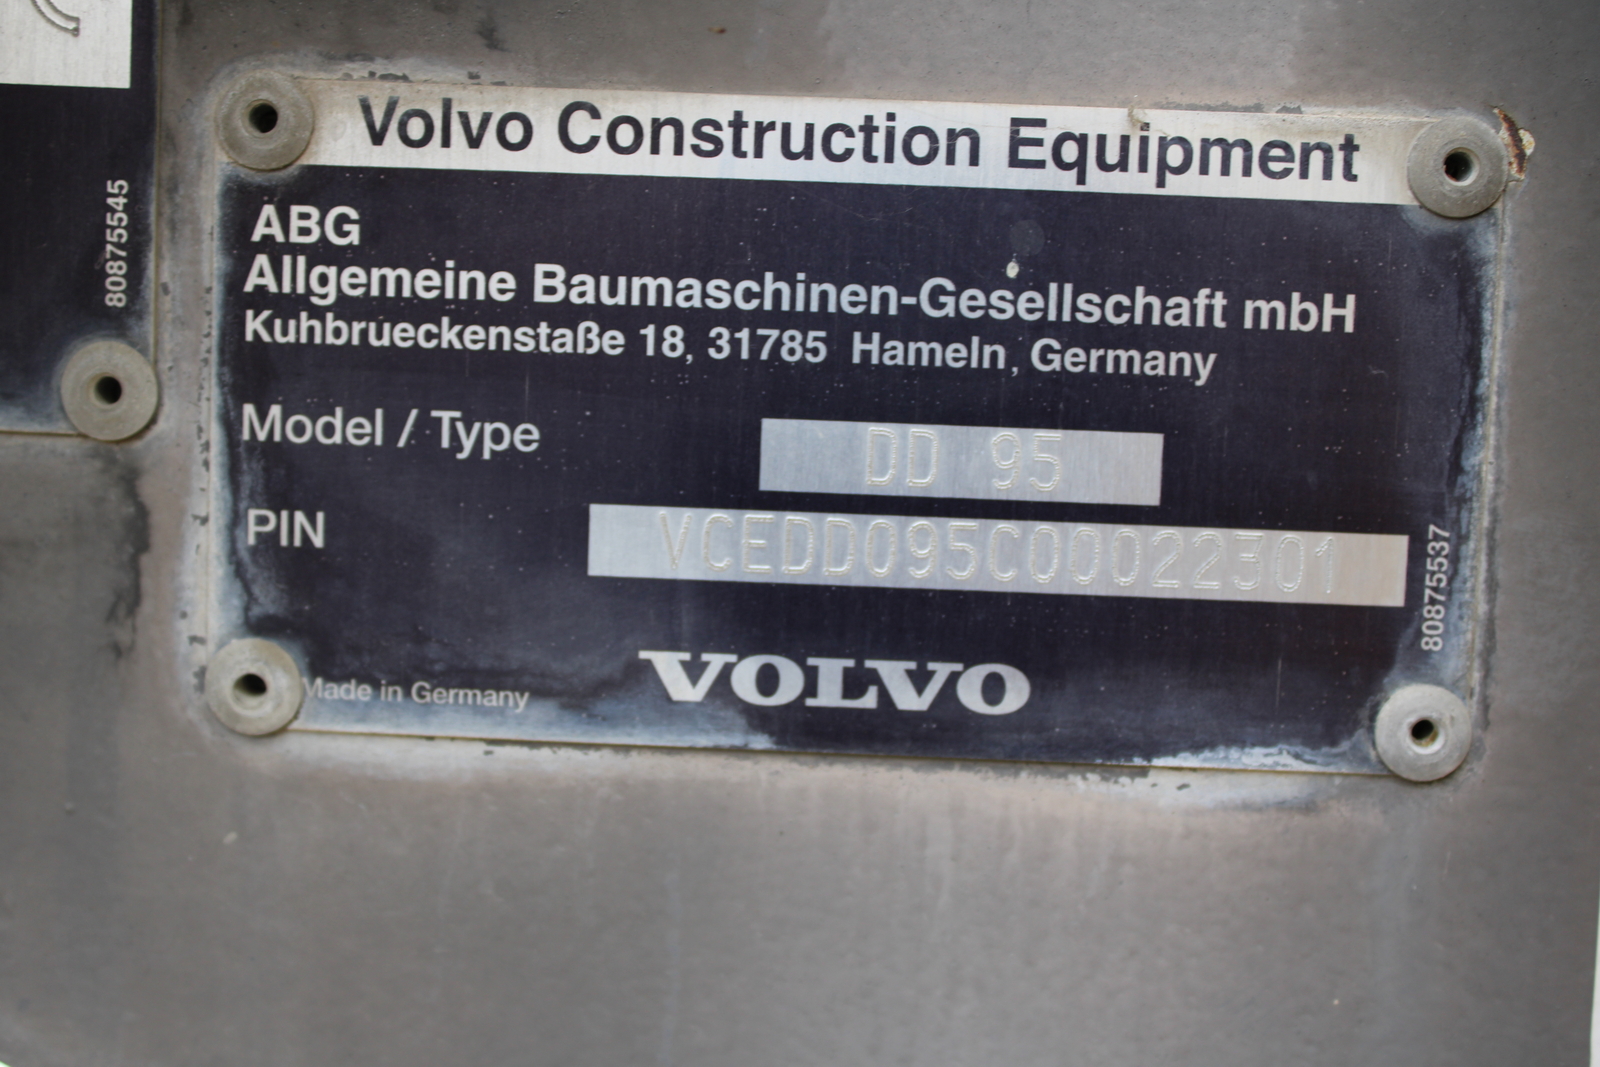 80875545
Volvo Construction Equipment
ABG
Allgemeine Baumaschinen-Gesellschaft mbH
Kuhbrueckenstaße 18, 31785 Hameln, Germany
Model / Type DD 95
PIN VCEDD095C00022301
80875537
Made in Germany
VOLVO